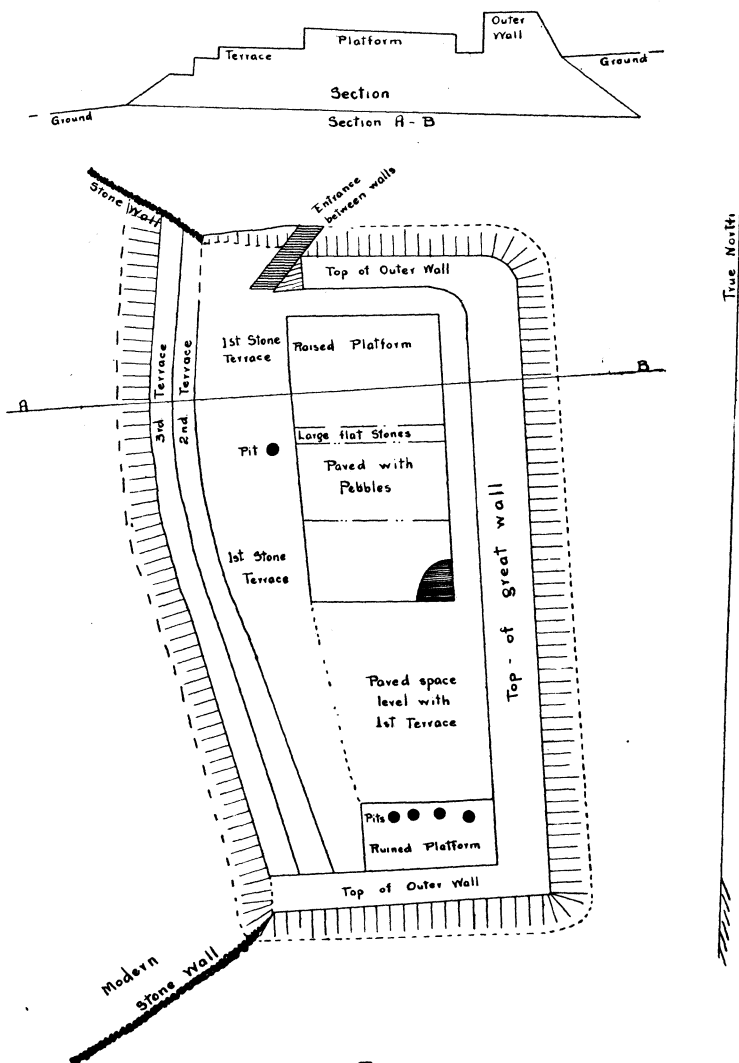 Outer
Wall
Platform
Terrace
Ground
Section
Ground
Section A - B
Stone Wall
Entrance
between walls
True North
Top of Outer Wall
1st Stone
Terrace
Raised Platform
3rd Terrace
2nd Terrace
A
B
Large flat Stones
Pit
Paved with
Pebbles
1st Stone
Terrace
Top - of great wall
Paved space
level with
1st Terrace
Pits
Ruined Platform
Top of Outer Wall
Modern
Stone Wall